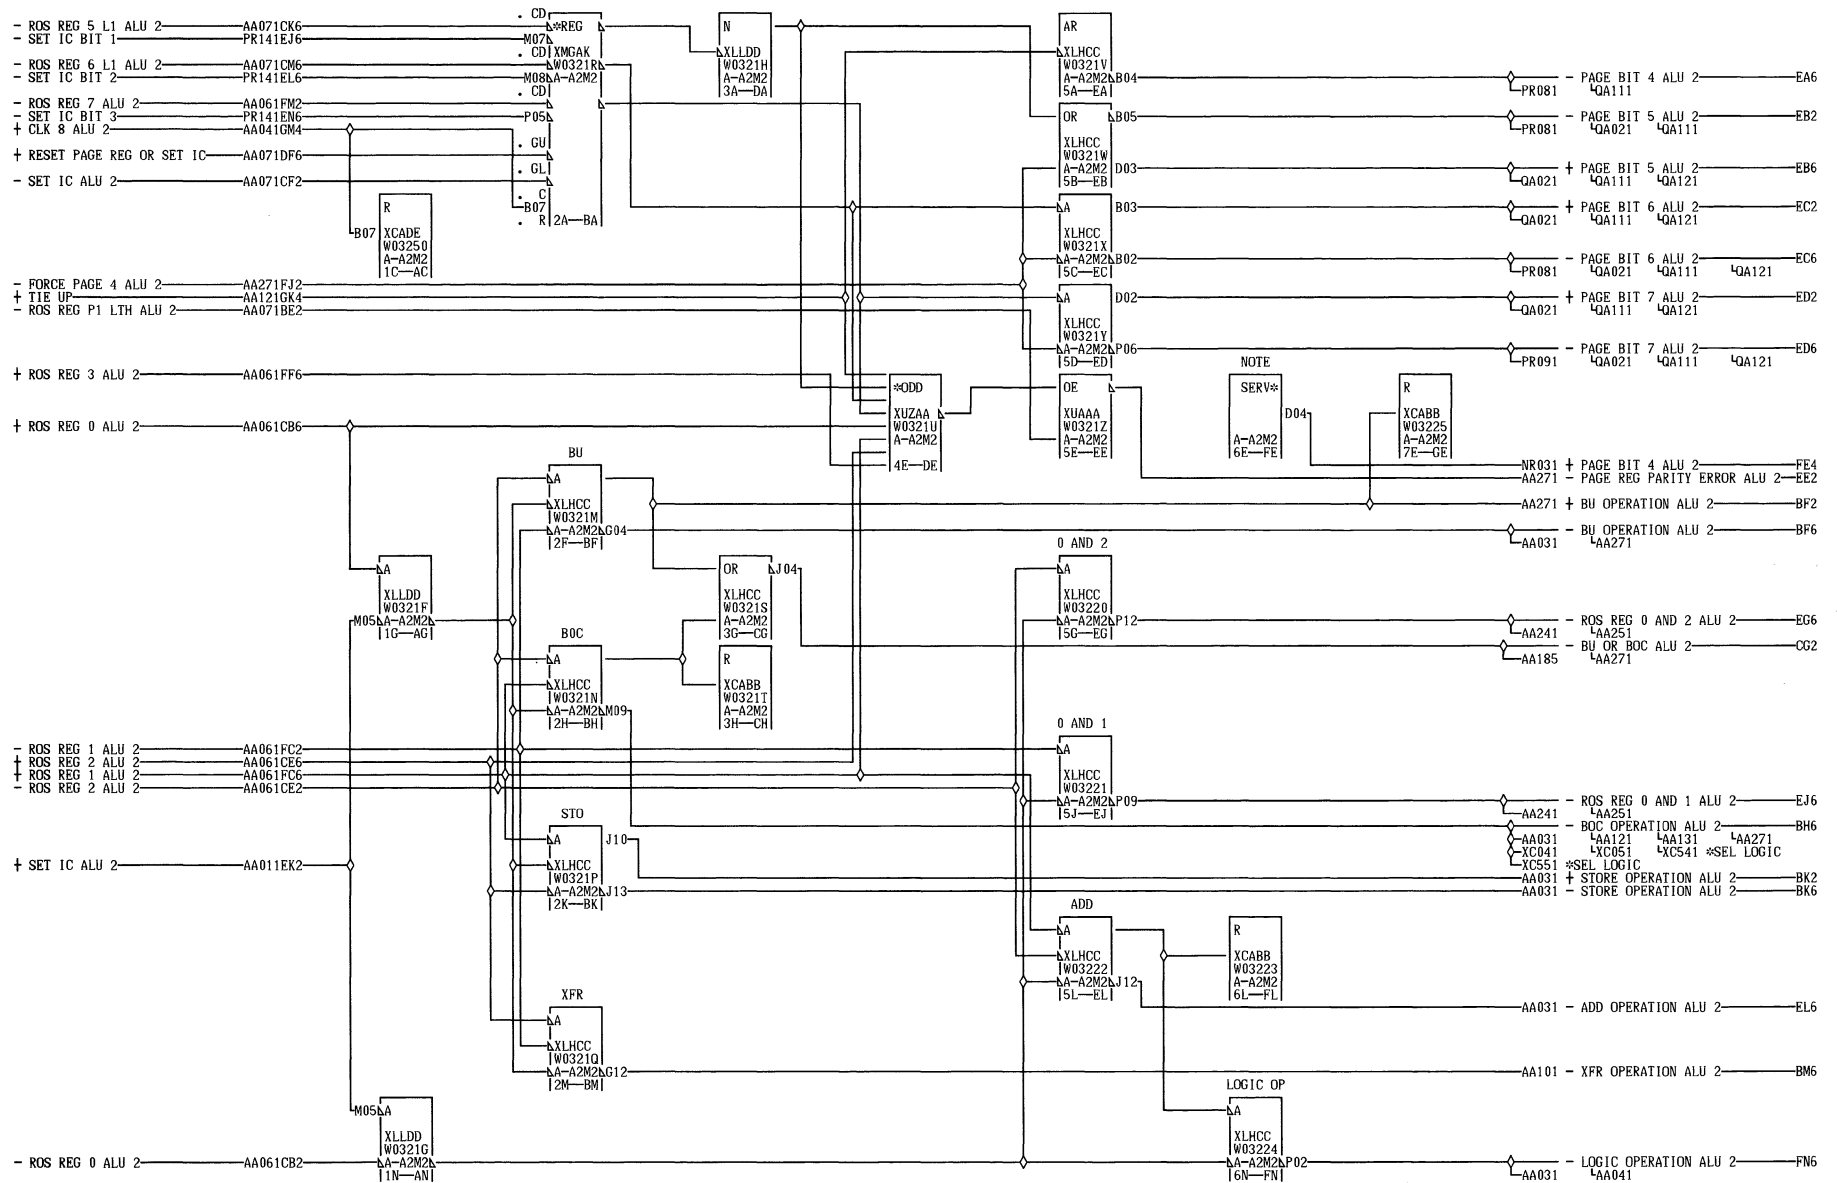 - ROS REG 5 L1 ALU 2 AA071CK6
- SET IC BIT 1 PR141EJ6 M07
- ROS REG 6 L1 ALU 2 AA071CM6
- SET IC BIT 2 PR141EL6 M08
- ROS REG 7 ALU 2 AA061FM2
- SET IC BIT 3 PR141EN6 P05
+ CLK 8 ALU 2 AA041GM4
+ RESET PAGE REG OR SET IC AA071DF6
- SET IC ALU 2 AA071CF2
. CD
*REG
. CD XMGAK
W0321R
A-A2M2
. CD
. GU
. GL
. C
B07
. R 2A—BA
R
B07 XCADE
W03250
A-A2M2
1C—AC
N
XLLDD
W0321H
A-A2M2
3A—DA
AR
XLHCC
W0321V
A-A2M2 B04
5A—EA
OR B05
XLHCC
W0321W
A-A2M2 D03
5B—EB
A B03
XLHCC
W0321X
A-A2M2 B02
5C—EC
A D02
XLHCC
W0321Y
A-A2M2 P06
5D—ED
- PAGE BIT 4 ALU 2 EA6
PR081 QA111
- PAGE BIT 5 ALU 2 EB2
PR081 QA021 QA111
+ PAGE BIT 5 ALU 2 EB6
QA021 QA111 QA121
+ PAGE BIT 6 ALU 2 EC2
QA021 QA111 QA121
- PAGE BIT 6 ALU 2 EC6
PR081 QA021 QA111 QA121
+ PAGE BIT 7 ALU 2 ED2
QA021 QA111 QA121
- PAGE BIT 7 ALU 2 ED6
PR091 QA021 QA111 QA121
- FORCE PAGE 4 ALU 2 AA271FJ2
+ TIE UP AA121GK4
- ROS REG P1 LTH ALU 2 AA071BE2
+ ROS REG 3 ALU 2 AA061FF6
+ ROS REG 0 ALU 2 AA061CB6
*ODD
XUZAA
W0321U
A-A2M2
4E—DE
OE
XUAAA
W0321Z
A-A2M2
5E—EE
NOTE
SERV*
D04
A-A2M2
6E—FE
R
XCABB
W03225
A-A2M2
7E—GE
NR031 + PAGE BIT 4 ALU 2 FE4
AA271 - PAGE REG PARITY ERROR ALU 2 EE2
AA271 + BU OPERATION ALU 2 BF2
- BU OPERATION ALU 2 BF6
AA031 AA271
BU
A
XLHCC
W0321M
A-A2M2 G04
2F—BF
A
XLLDD
W0321F
M05 A-A2M2
1G—AG
OR J04
XLHCC
W0321S
A-A2M2
3G—CG
BOC
A
XLHCC
W0321N
A-A2M2 M09
2H—BH
R
XCABB
W0321T
A-A2M2
3H—CH
0 AND 2
A
XLHCC
W03220
A-A2M2 P12
5G—EG
- ROS REG 0 AND 2 ALU 2 EG6
AA241 AA251
- BU OR BOC ALU 2 CG2
AA185 AA271
- ROS REG 1 ALU 2 AA061FC2
+ ROS REG 2 ALU 2 AA061CE6
+ ROS REG 1 ALU 2 AA061FC6
- ROS REG 2 ALU 2 AA061CE2
0 AND 1
A
XLHCC
W03221
A-A2M2 P09
5J—EJ
- ROS REG 0 AND 1 ALU 2 EJ6
AA241 AA251
- BOC OPERATION ALU 2 BH6
AA031 AA121 AA131 AA271
XC041 XC051 XC541 *SEL LOGIC
XC551 *SEL LOGIC
AA031 + STORE OPERATION ALU 2 BK2
AA031 - STORE OPERATION ALU 2 BK6
+ SET IC ALU 2 AA011EK2
STO
A J10
XLHCC
W0321P
A-A2M2 J13
2K—BK
ADD
A
XLHCC
W03222
A-A2M2 J12
5L—EL
R
XCABB
W03223
A-A2M2
6L—FL
AA031 - ADD OPERATION ALU 2 EL6
XFR
A
XLHCC
W0321Q
A-A2M2 G12
2M—BM
AA101 - XFR OPERATION ALU 2 BM6
M05 A
XLLDD
W0321G
- ROS REG 0 ALU 2 AA061CB2 A-A2M2
1N—AN
LOGIC OP
A
XLHCC
W03224
A-A2M2 P02
6N—FN
- LOGIC OPERATION ALU 2 FN6
AA031 AA041